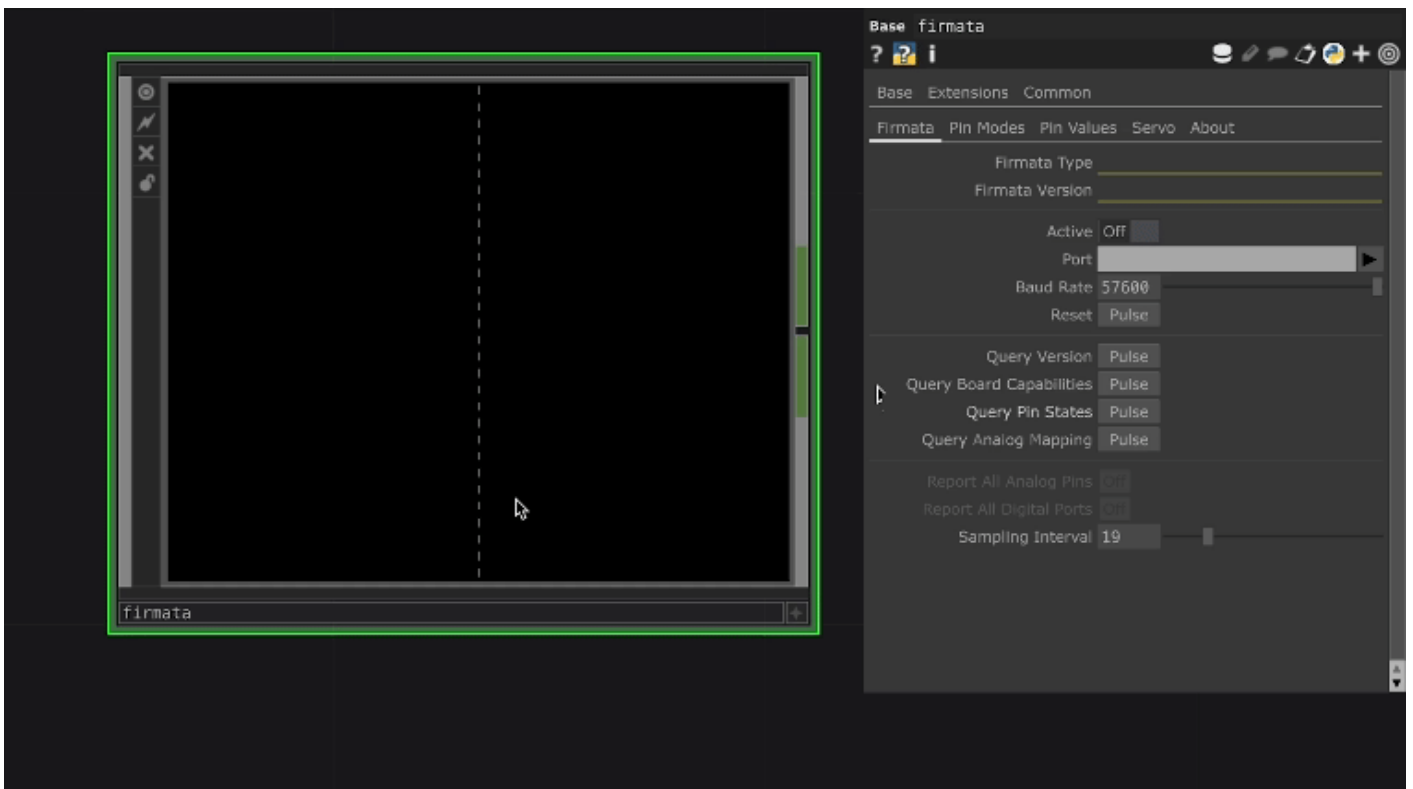 Base firmata
? ? i
Base Extensions Common
Firmata Pin Modes Pin Values Servo About
Firmata Type
Firmata Version
Active Off
Port
Baud Rate 57600
Reset Pulse
Query Version Pulse
Query Board Capabilities Pulse
Query Pin States Pulse
Query Analog Mapping Pulse
Report All Analog Pins Off
Report All Digital Ports Off
Sampling Interval 19
firmata